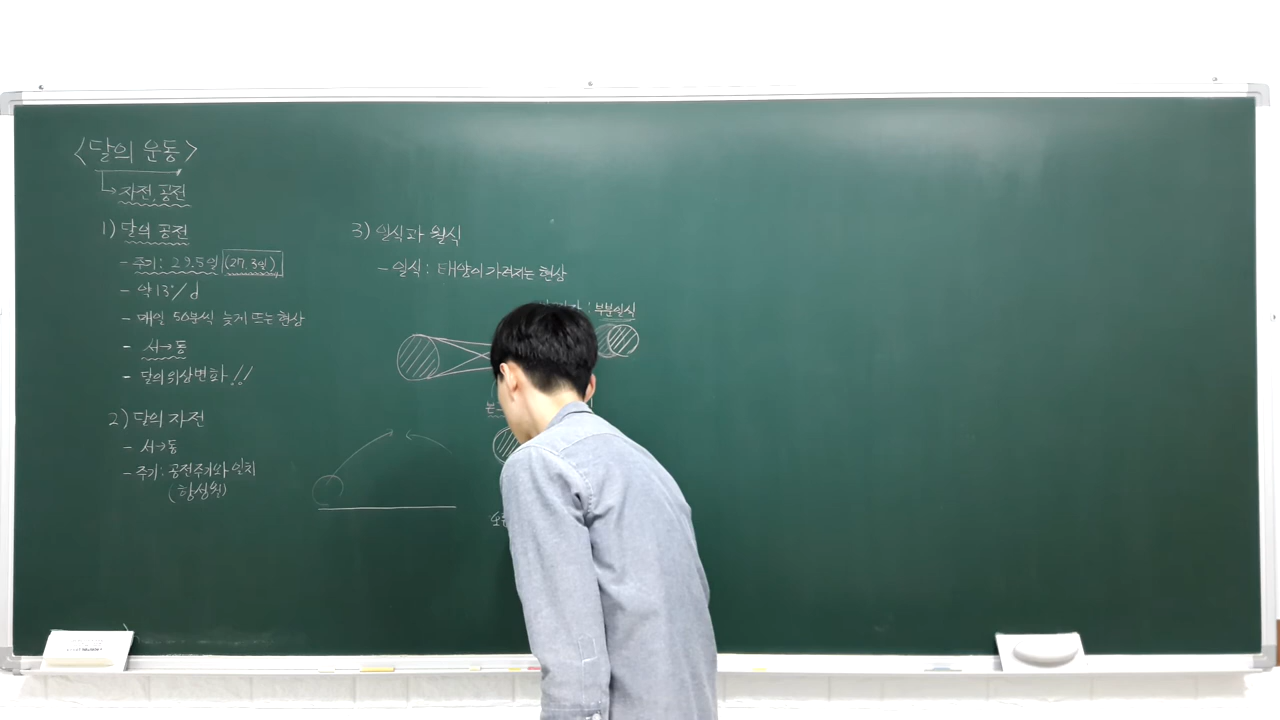 <달의 운동>
자전, 공전
1) 달의 공전
- 주기: 29.5일 (27.3일)
- 약 13°/d
- 매일 50분씩 늦게 뜨는 현상
- 서→동
- 달의 위상변화!!
2) 달의 자전
- 서→동
- 주기: 공전주기와 일치
(항성월)
3) 일식과 월식
- 일식: 태양이 가려지는 현상
: 부분일식